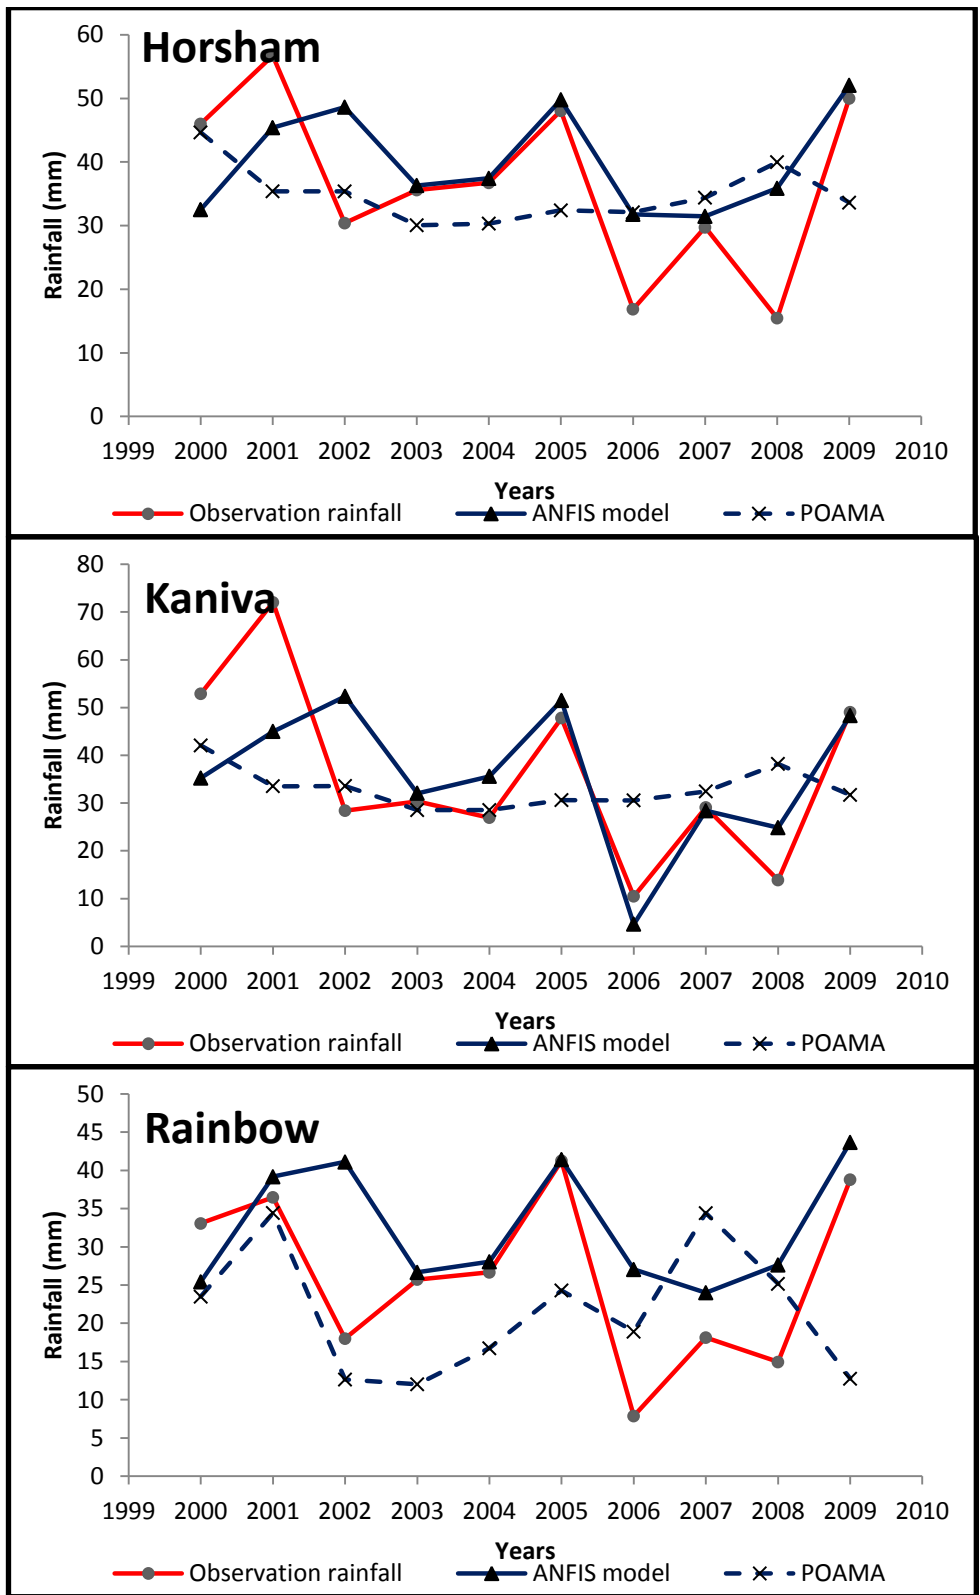 Horsham
60
50
40
30
20
10
0
Rainfall (mm)
1999 2000 2001 2002 2003 2004 2005 2006 2007 2008 2009 2010
Years
Observation rainfall ANFIS model POAMA
Kaniva
80
70
60
50
40
30
20
10
0
Rainfall (mm)
1999 2000 2001 2002 2003 2004 2005 2006 2007 2008 2009 2010
Years
Observation rainfall ANFIS model POAMA
Rainbow
50
45
40
35
30
25
20
15
10
5
0
Rainfall (mm)
1999 2000 2001 2002 2003 2004 2005 2006 2007 2008 2009 2010
Years
Observation rainfall ANFIS model POAMA